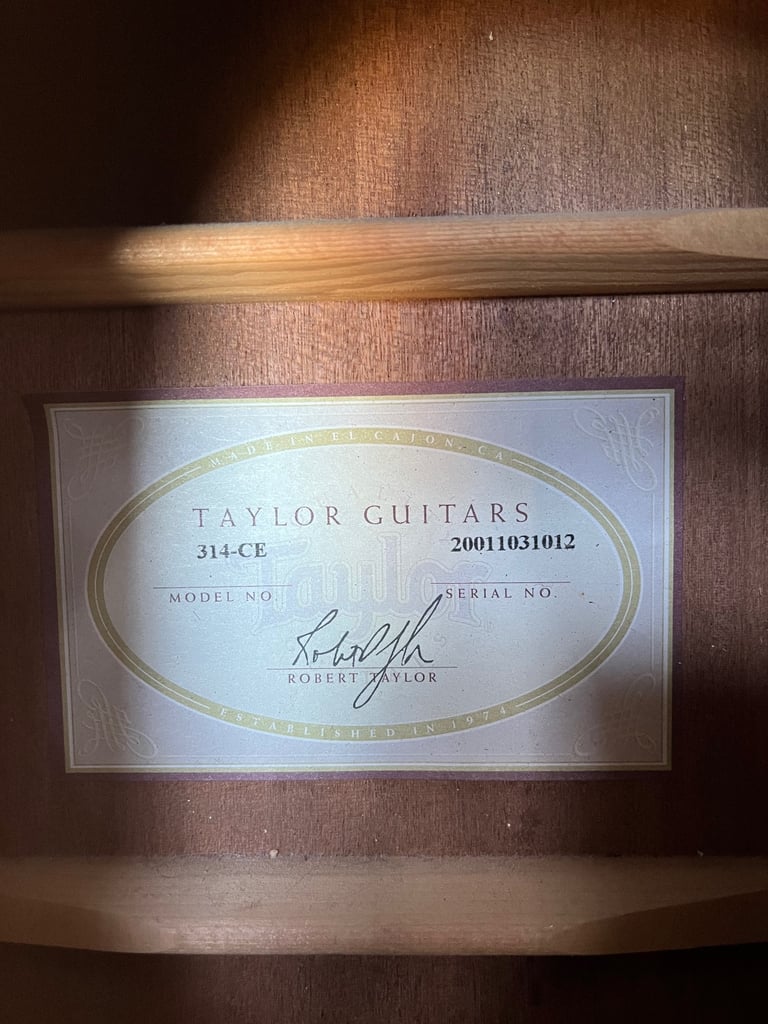 MADE IN EL CAJON, CA
TAYLOR GUITARS
314-CE 20011031012
Taylor
MODEL NO. SERIAL NO.
ROBERT TAYLOR
ESTABLISHED IN 1974